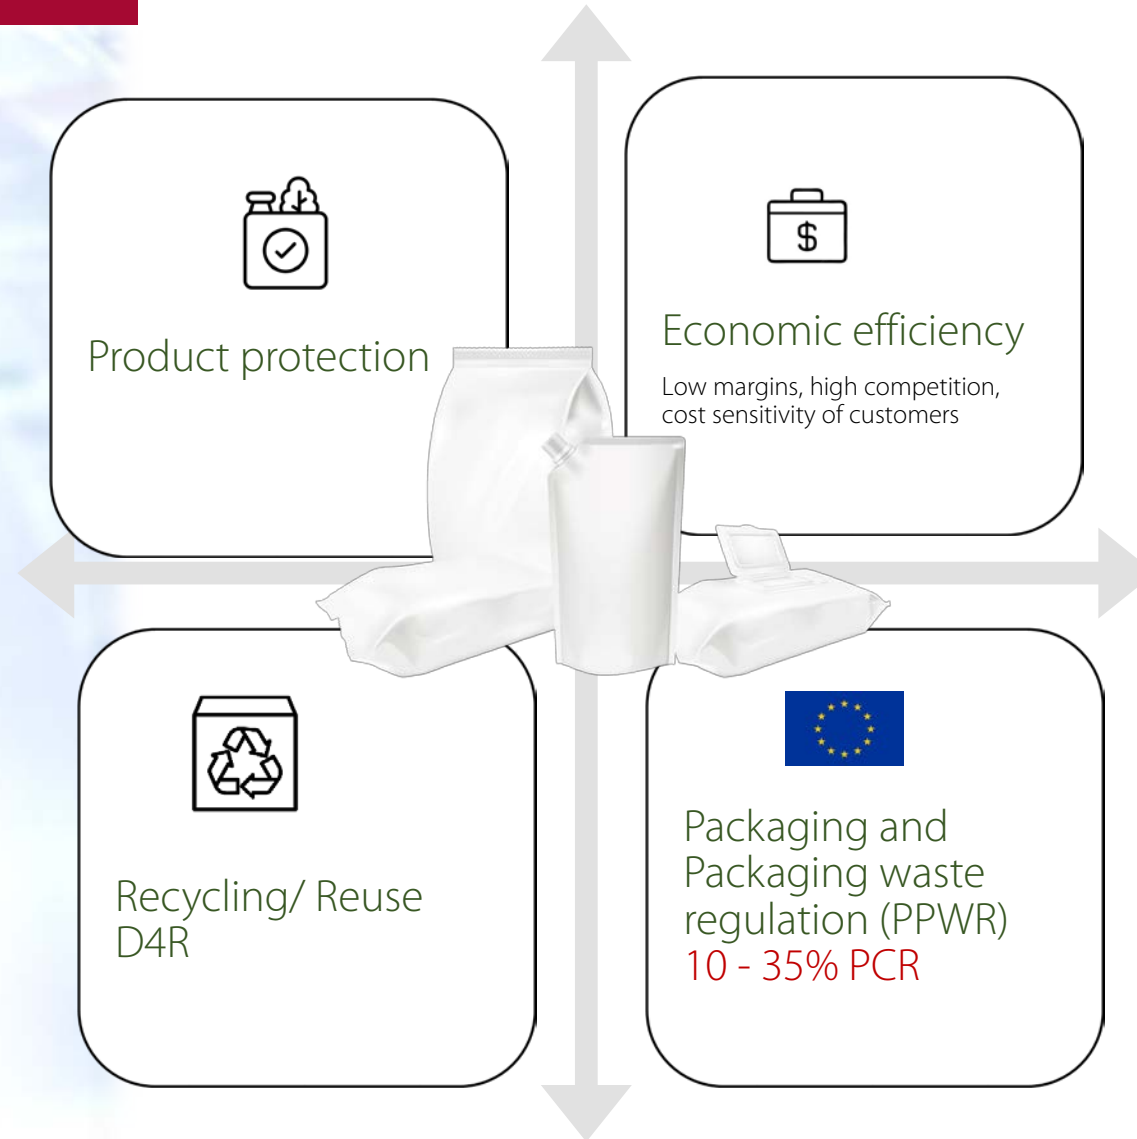 Product protection
$
Economic efficiency
Low margins, high competition,
cost sensitivity of customers
Recycling/ Reuse
D4R
Packaging and
Packaging waste
regulation (PPWR)
10 - 35% PCR